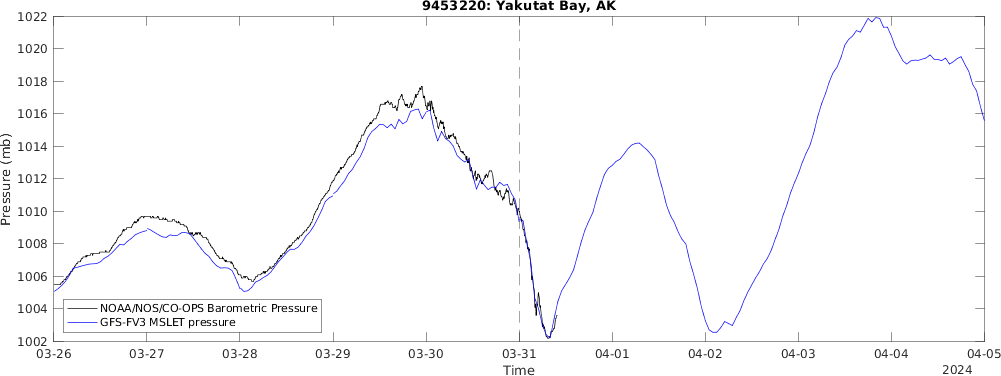 9453220: Yakutat Bay, AK
Pressure (mb)
1022
1020
1018
1016
1014
1012
1010
1008
1006
1004
1002
NOAA/NOS/CO-OPS Barometric Pressure
GFS-FV3 MSLET pressure
03-26 03-27 03-28 03-29 03-30 03-31 04-01 04-02 04-03 04-04 04-05
Time
2024